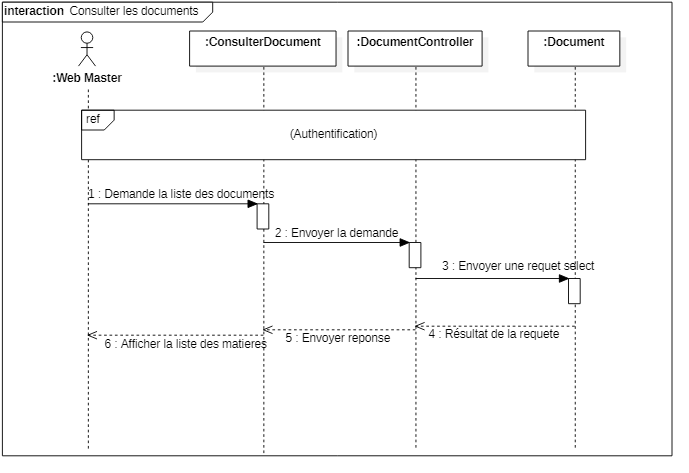 interaction Consulter les documents
:Web Master
:ConsulterDocument
:DocumentController
:Document
ref
(Authentification)
1 : Demande la liste des documents
2 : Envoyer la demande
3 : Envoyer une requet select
4 : Résultat de la requete
5 : Envoyer reponse
6 : Afficher la liste des matieres